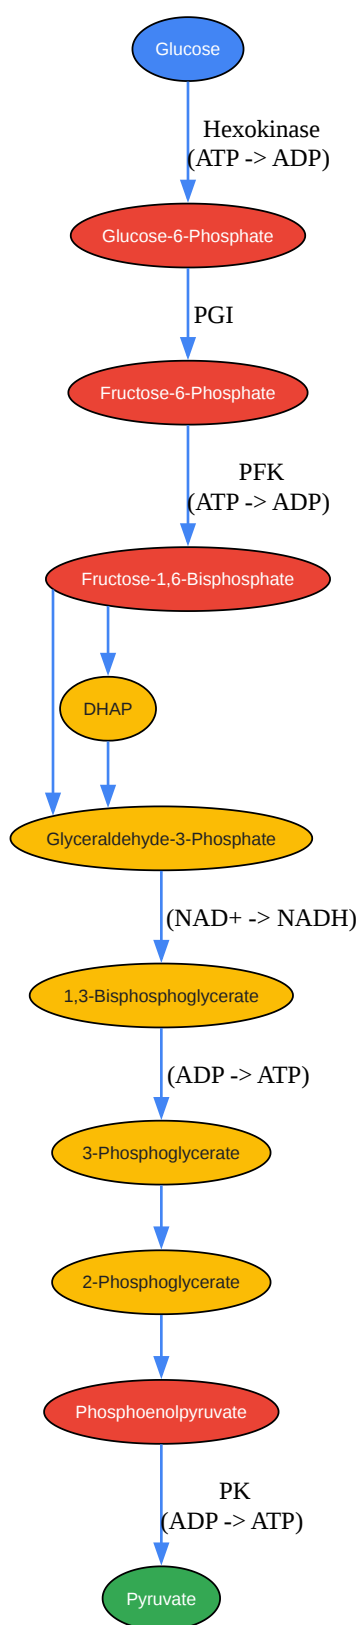 Glucose
Hexokinase
(ATP -> ADP)
Glucose-6-Phosphate
PGI
Fructose-6-Phosphate
PFK
(ATP -> ADP)
Fructose-1,6-Bisphosphate
DHAP
Glyceraldehyde-3-Phosphate
(NAD+ -> NADH)
1,3-Bisphosphoglycerate
(ADP -> ATP)
3-Phosphoglycerate
2-Phosphoglycerate
Phosphoenolpyruvate
PK
(ADP -> ATP)
Pyruvate